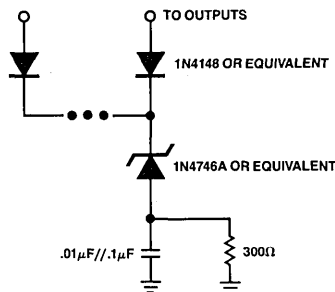 TO OUTPUTS
1N4148 OR EQUIVALENT
1N4746A OR EQUIVALENT
.01μF//.1μF
300Ω